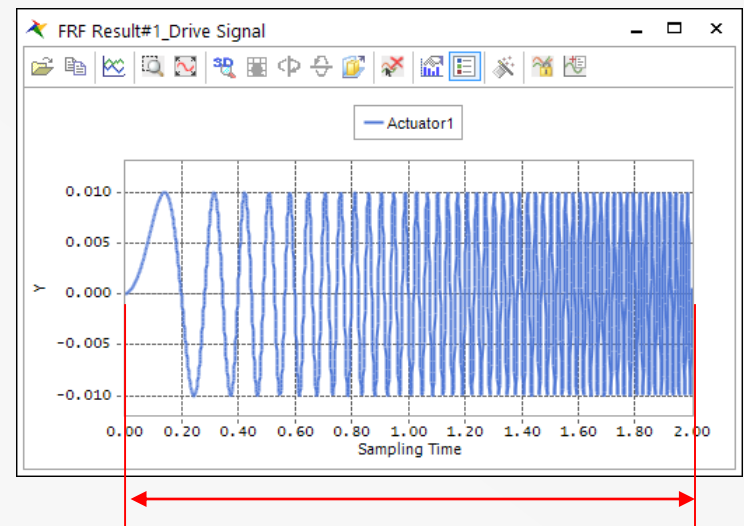 FRF Result#1_Drive Signal
3D
Actuator1
0.010
0.005
0.000
-0.005
-0.010
Y
0.00 0.20 0.40 0.60 0.80 1.00 1.20 1.40 1.60 1.80 2.00
Sampling Time